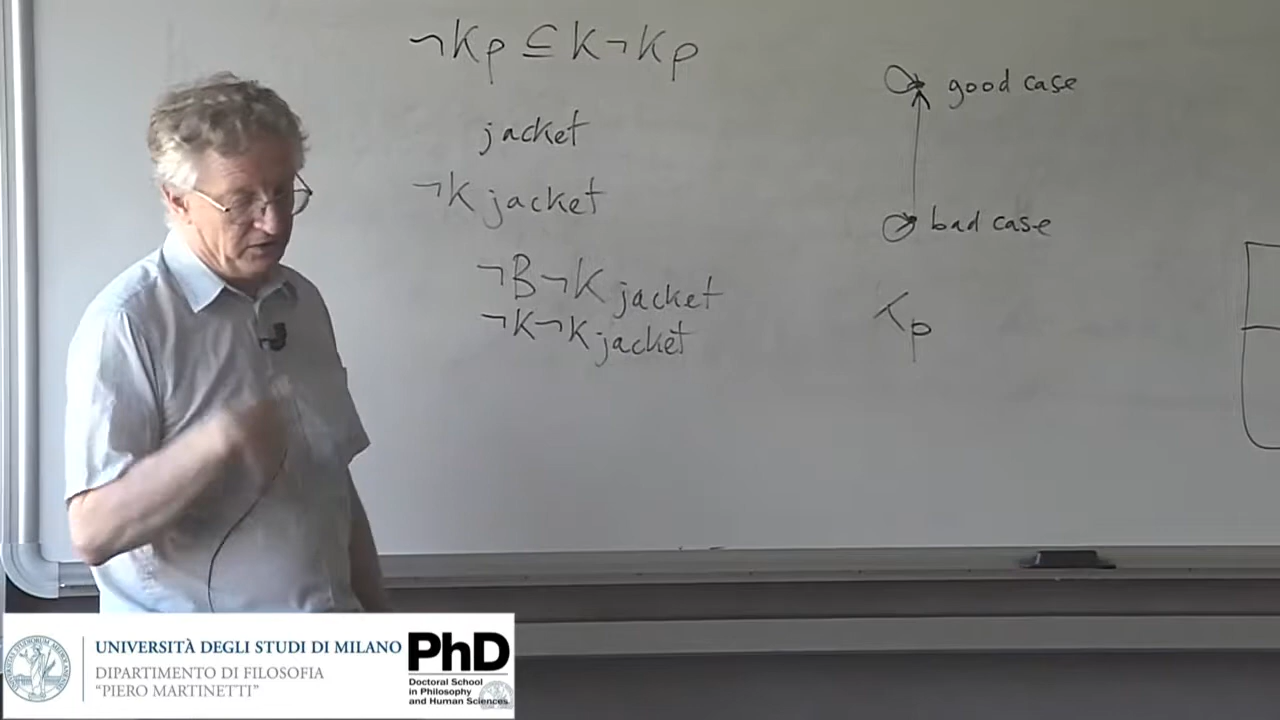 ¬Kp ⊆ K¬Kp
jacket
¬K jacket
¬B¬K jacket
¬K¬K jacket
good case
bad case
Kp
UNIVERSITÀ DEGLI STUDI DI MILANO
DIPARTIMENTO DI FILOSOFIA
"PIERO MARTINETTI"
PhD
Doctoral School
in Philosophy
and Human Sciences